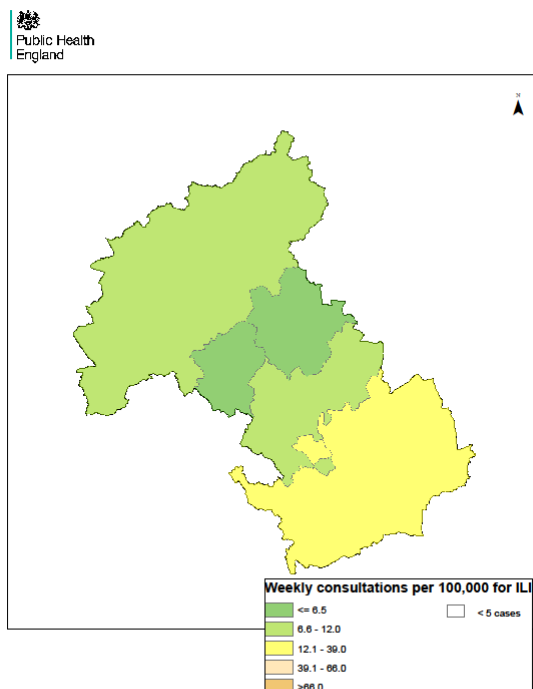 Public Health
England
N
Weekly consultations per 100,000 for ILI
<= 6.5
< 5 cases
6.6 - 12.0
12.1 - 39.0
39.1 - 66.0
>66.0